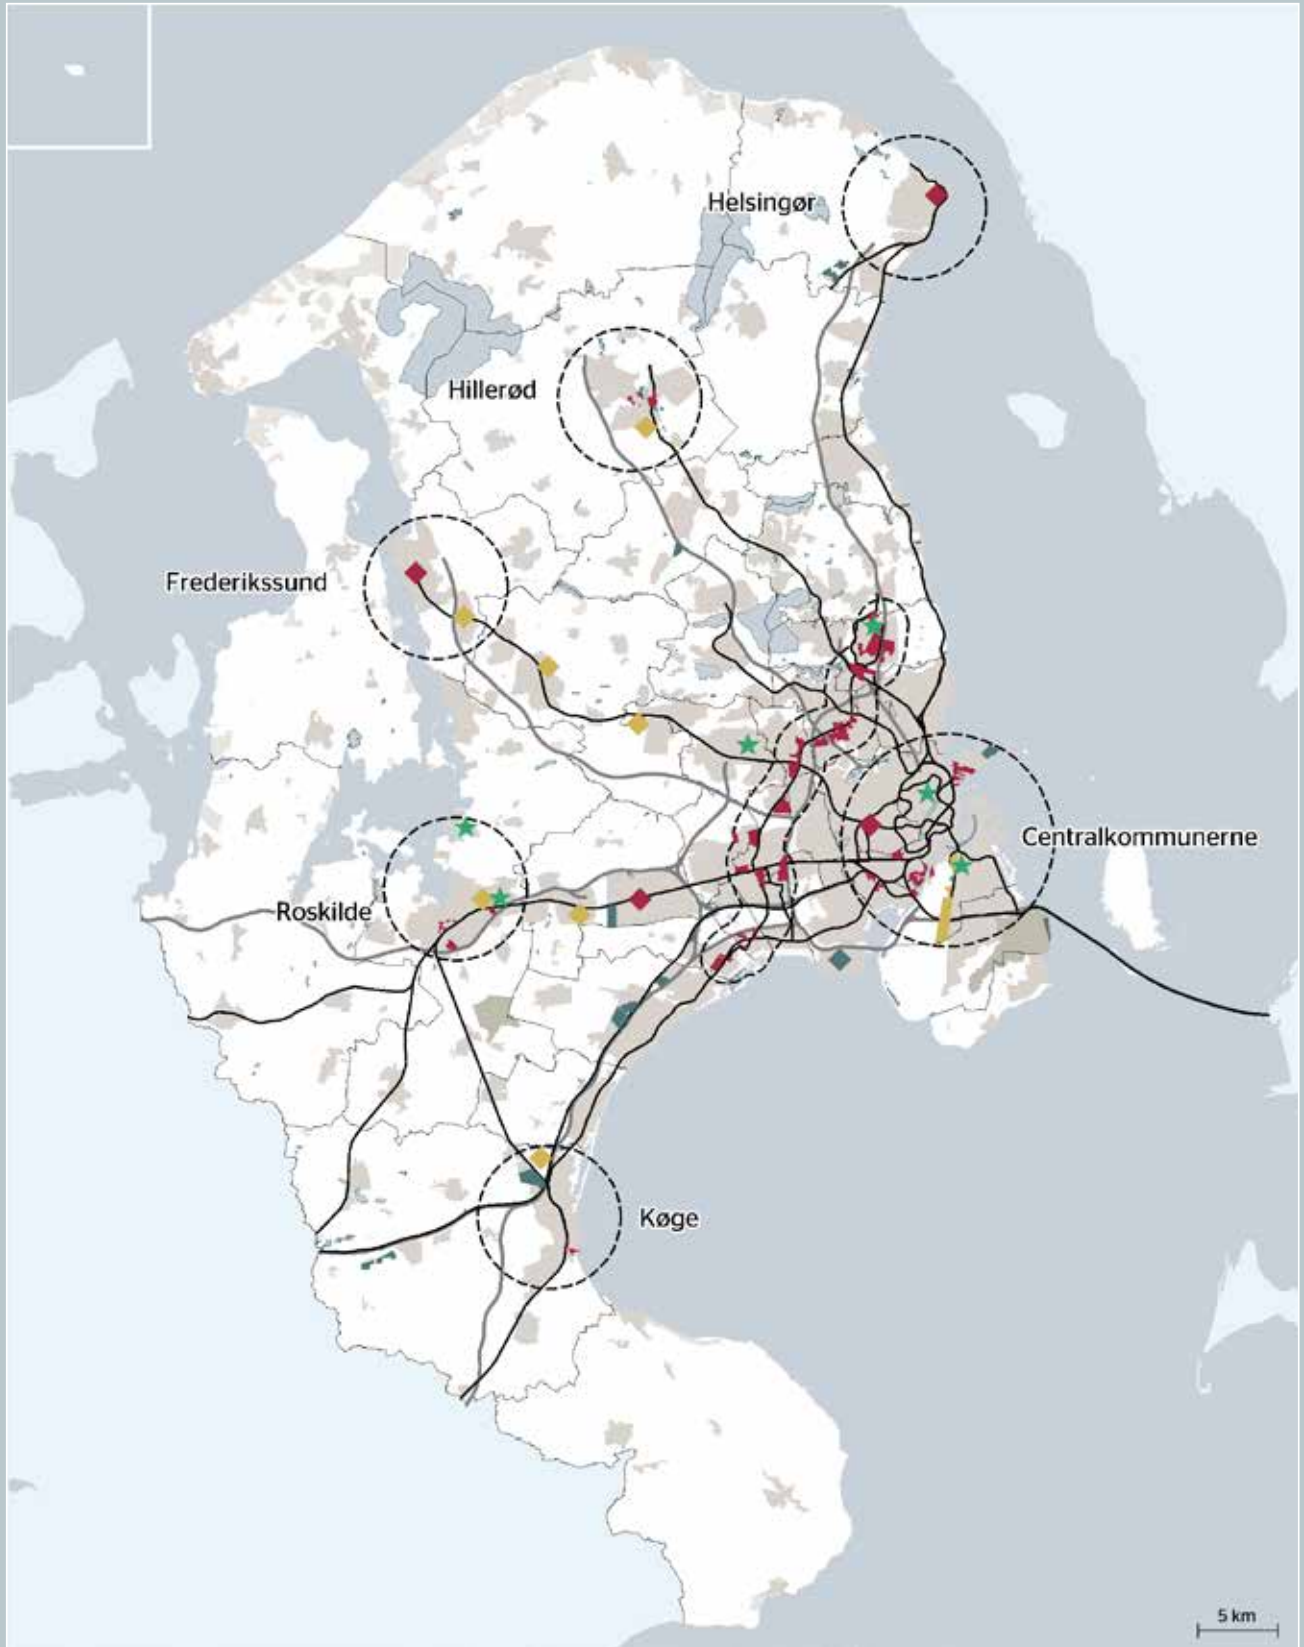 Helsingør
Hillerød
Frederikssund
Centralkommunerne
Roskilde
Køge
5 km